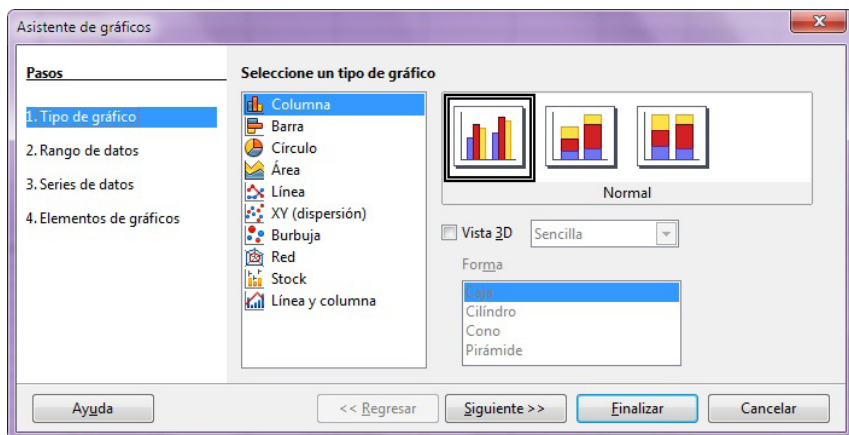 Asistente de gráficos
Pasos
1. Tipo de gráfico
2. Rango de datos
3. Series de datos
4. Elementos de gráficos
Seleccione un tipo de gráfico
Columna
Barra
Círculo
Área
Línea
XY (dispersión)
Burbuja
Red
Stock
Línea y columna
Normal
Vista 3D
Sencilla
Forma
Caja
Cilíndro
Cono
Pirámide
Ayuda
<< Regresar
Siguiente >>
Finalizar
Cancelar